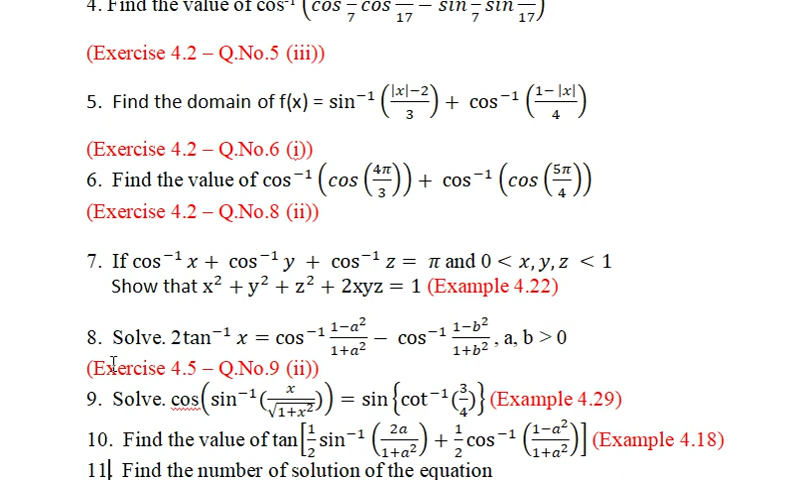 4. Find the value of cos⁻¹ (cos π/7 cos π/17 − sin π/7 sin π/17)
(Exercise 4.2 – Q.No.5 (iii))
5. Find the domain of f(x) = sin⁻¹ ((|x|−2)/3) + cos⁻¹ ((1−|x|)/4)
(Exercise 4.2 – Q.No.6 (i))
6. Find the value of cos⁻¹ (cos (4π/3)) + cos⁻¹ (cos (5π/4))
(Exercise 4.2 – Q.No.8 (ii))
7. If cos⁻¹ x + cos⁻¹ y + cos⁻¹ z = π and 0 < x, y, z < 1
Show that x² + y² + z² + 2xyz = 1 (Example 4.22)
8. Solve. 2tan⁻¹ x = cos⁻¹ (1−a²)/(1+a²) − cos⁻¹ (1−b²)/(1+b²), a, b > 0
(Exercise 4.5 – Q.No.9 (ii))
9. Solve. cos(sin⁻¹(x/√(1+x²))) = sin{cot⁻¹(3/4)} (Example 4.29)
10. Find the value of tan[1/2 sin⁻¹ (2a/(1+a²)) + 1/2 cos⁻¹ ((1−a²)/(1+a²))] (Example 4.18)
11. Find the number of solution of the equation